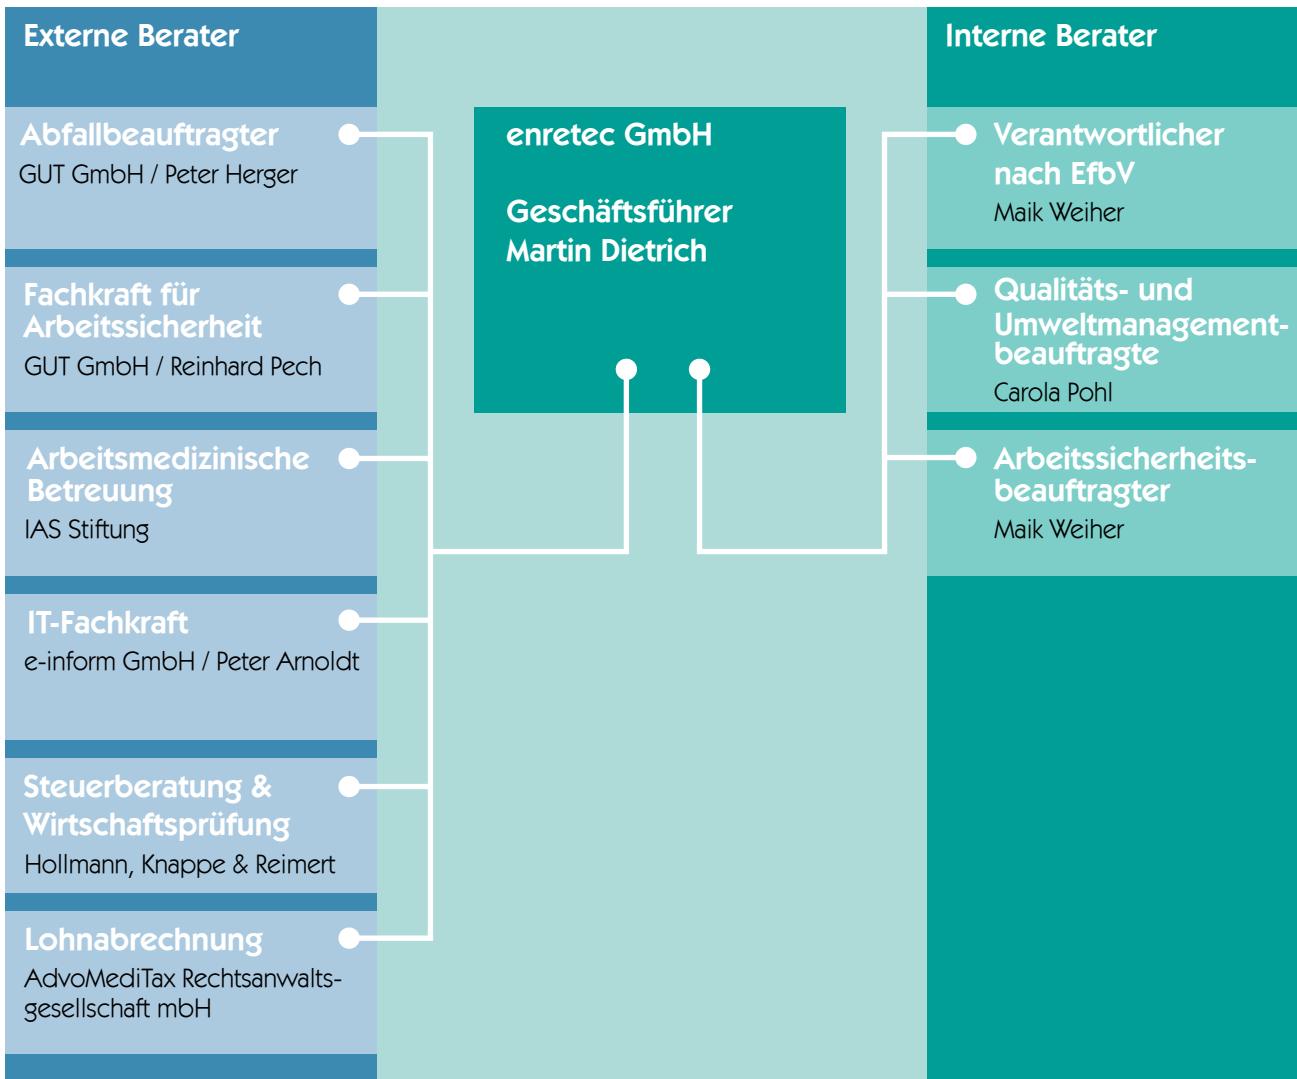 Externe Berater
Abfallbeauftragter
GUT GmbH / Peter Herger
Fachkraft für
Arbeitssicherheit
GUT GmbH / Reinhard Pech
Arbeitsmedizinische
Betreuung
IAS Stiftung
IT-Fachkraft
e-inform GmbH / Peter Arnoldt
Steuerberatung &
Wirtschaftsprüfung
Hollmann, Knappe & Reimert
Lohnabrechnung
AdvoMediTax Rechtsanwalts-
gesellschaft mbH
enretec GmbH
Geschäftsführer
Martin Dietrich
Interne Berater
Verantwortlicher
nach EfbV
Maik Weiher
Qualitäts- und
Umweltmanagement-
beauftragte
Carola Pohl
Arbeitssicherheits-
beauftragter
Maik Weiher